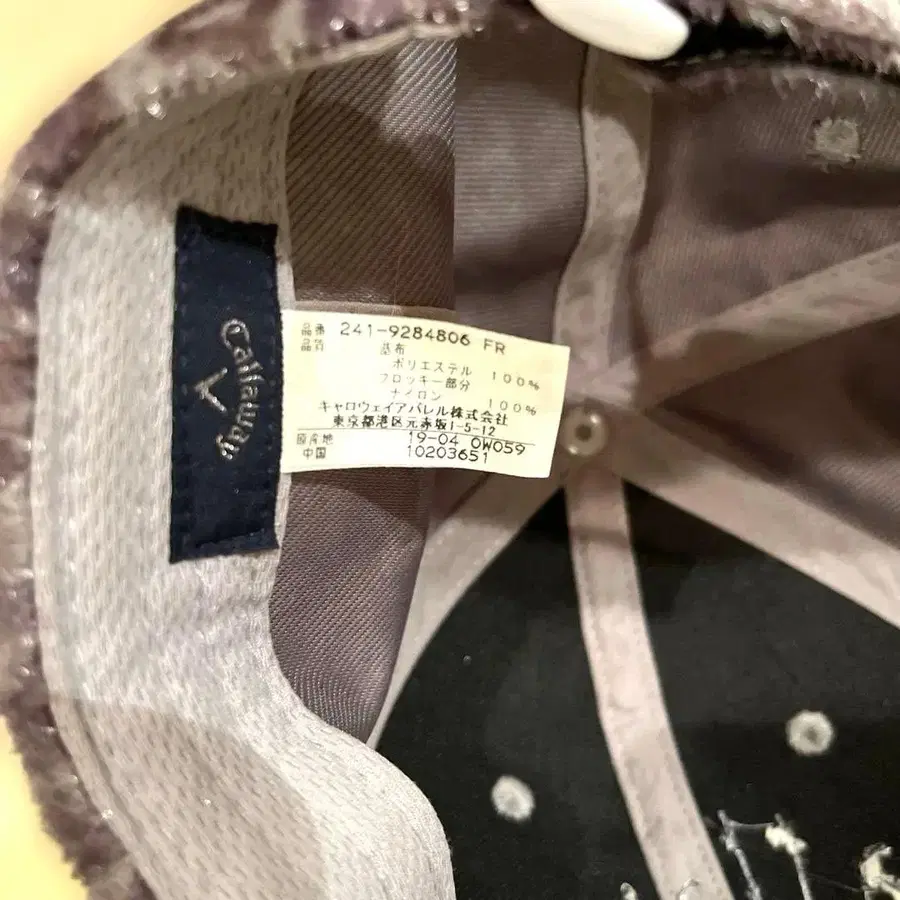 Callaway
品番 241-9284806 FR
品質 基布
ポリエステル 100%
フロッキー部分
ナイロン 100%
キャロウェイアパレル株式会社
東京都港区元赤坂1-5-12
原産地 19-04 0W059
中国 10203651